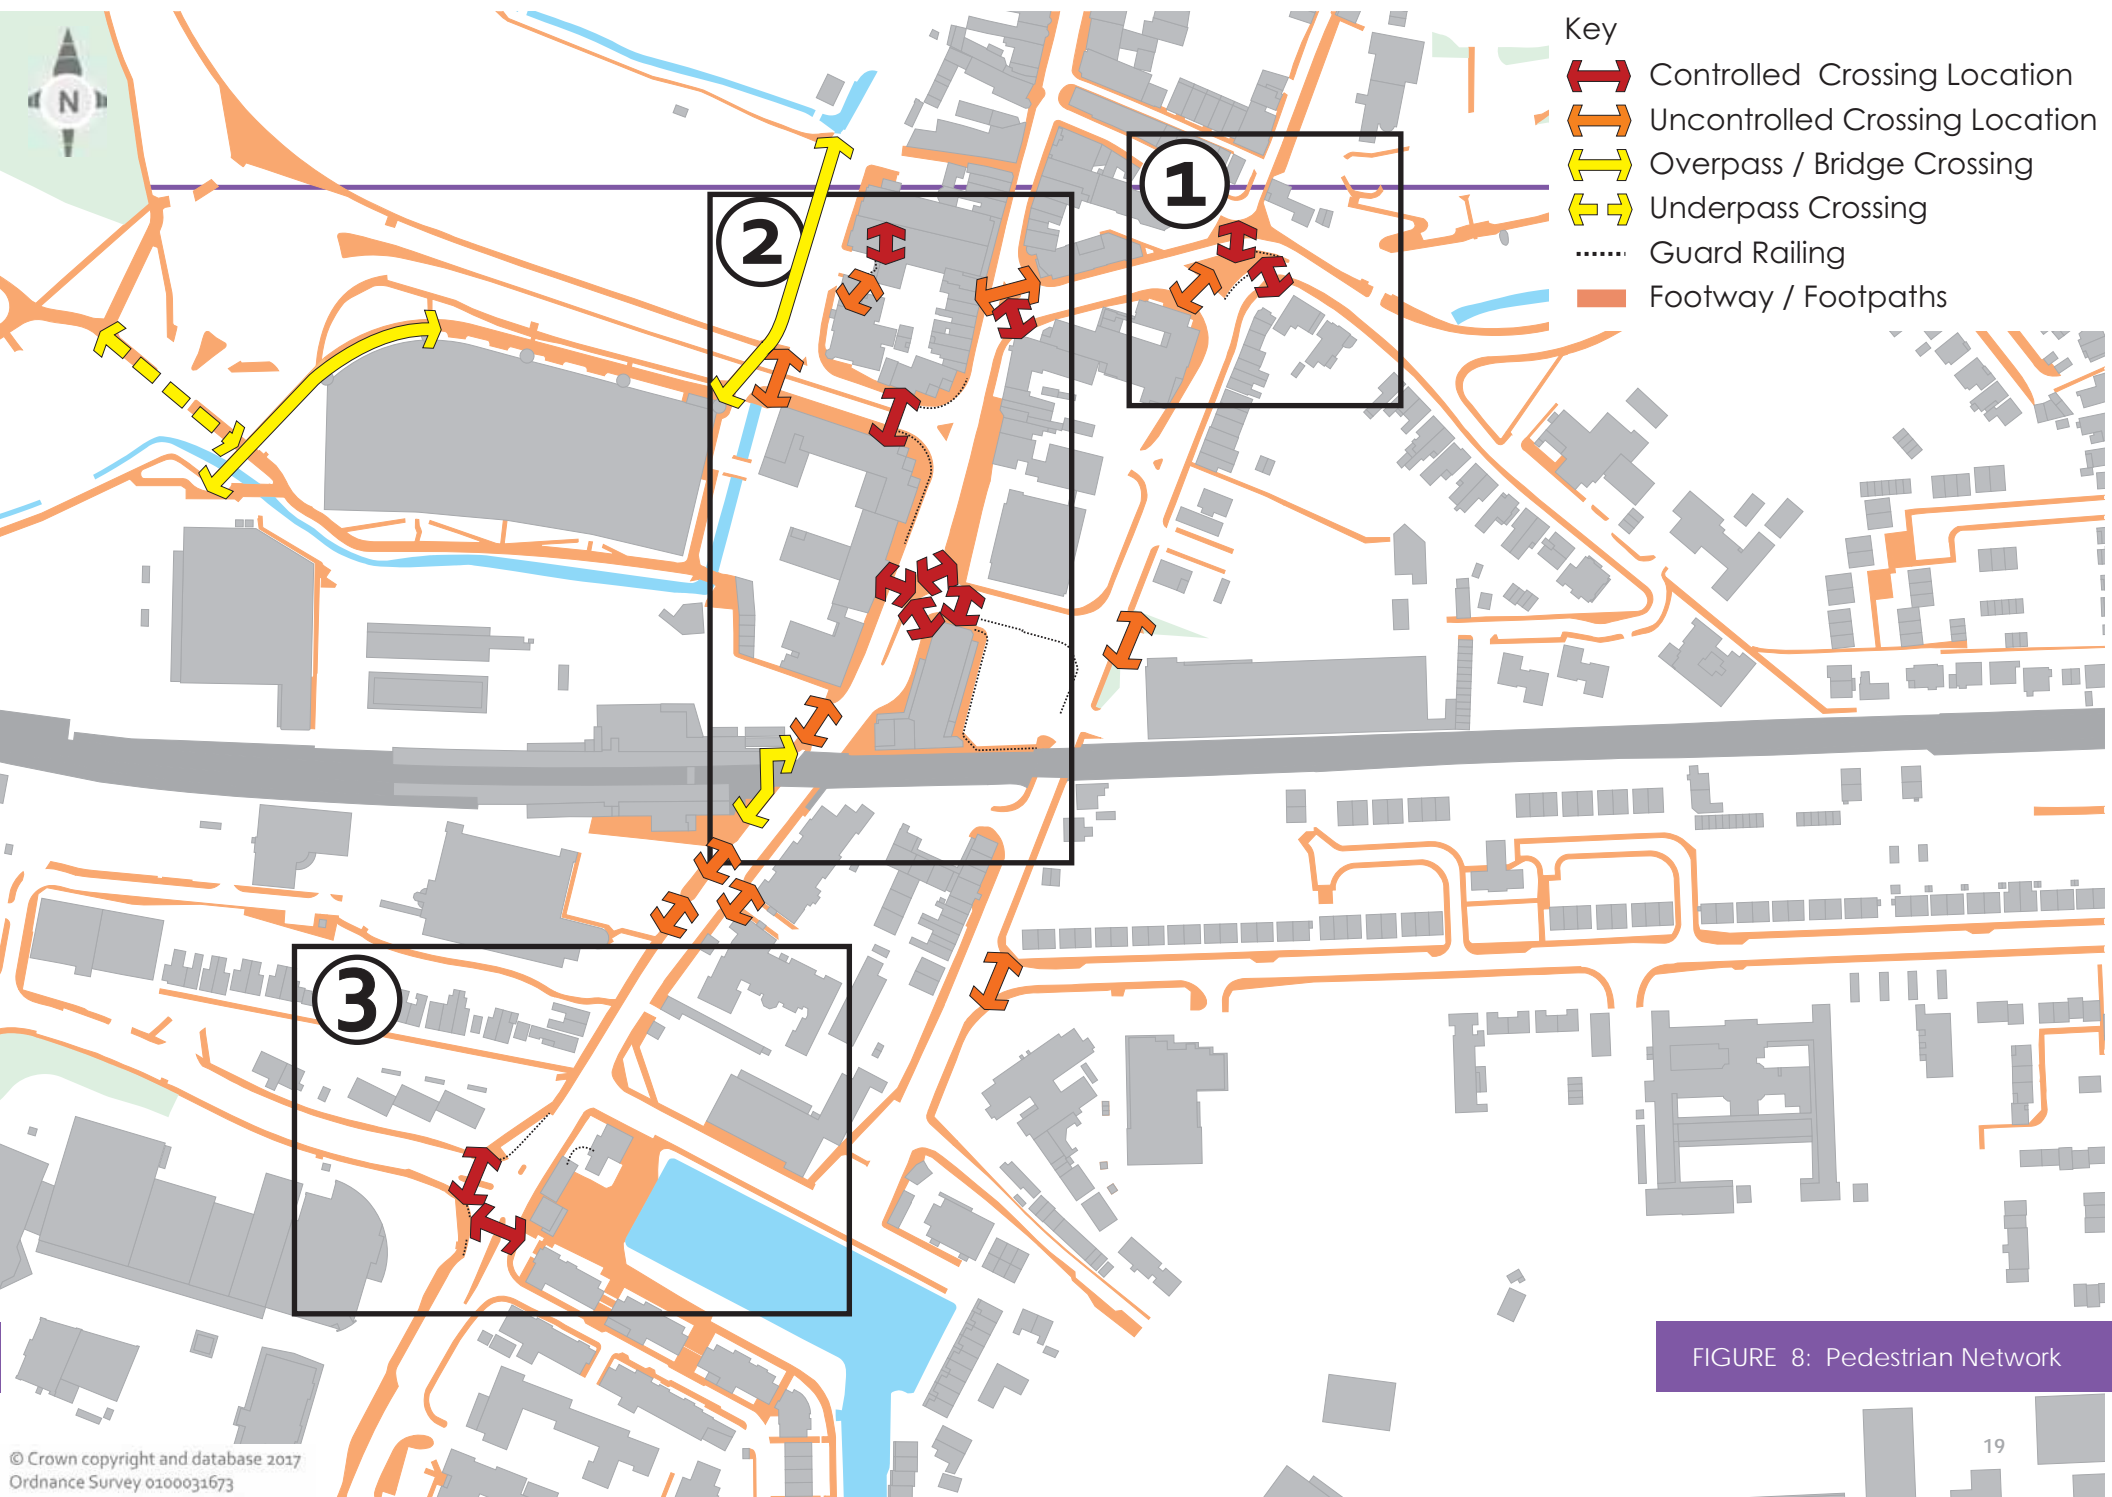 N
Key
Controlled Crossing Location
Uncontrolled Crossing Location
Overpass / Bridge Crossing
Underpass Crossing
Guard Railing
Footway / Footpaths
1
2
3
FIGURE 8: Pedestrian Network
19
© Crown copyright and database 2017
Ordnance Survey 0100031673